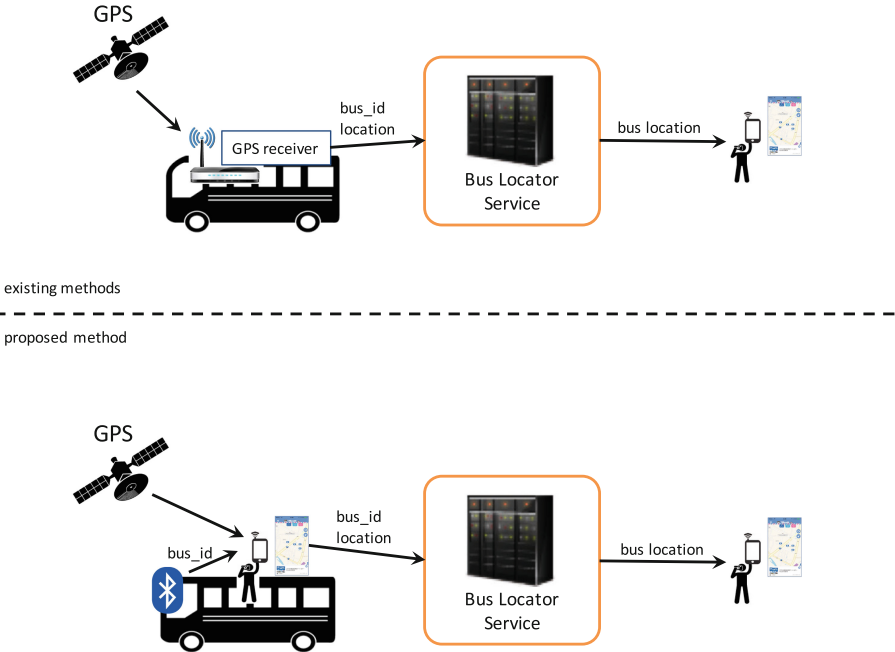 GPS
bus_id
location
GPS receiver
bus location
Bus Locator
Service
existing methods
proposed method
GPS
bus_id
location
bus_id
bus location
Bus Locator
Service